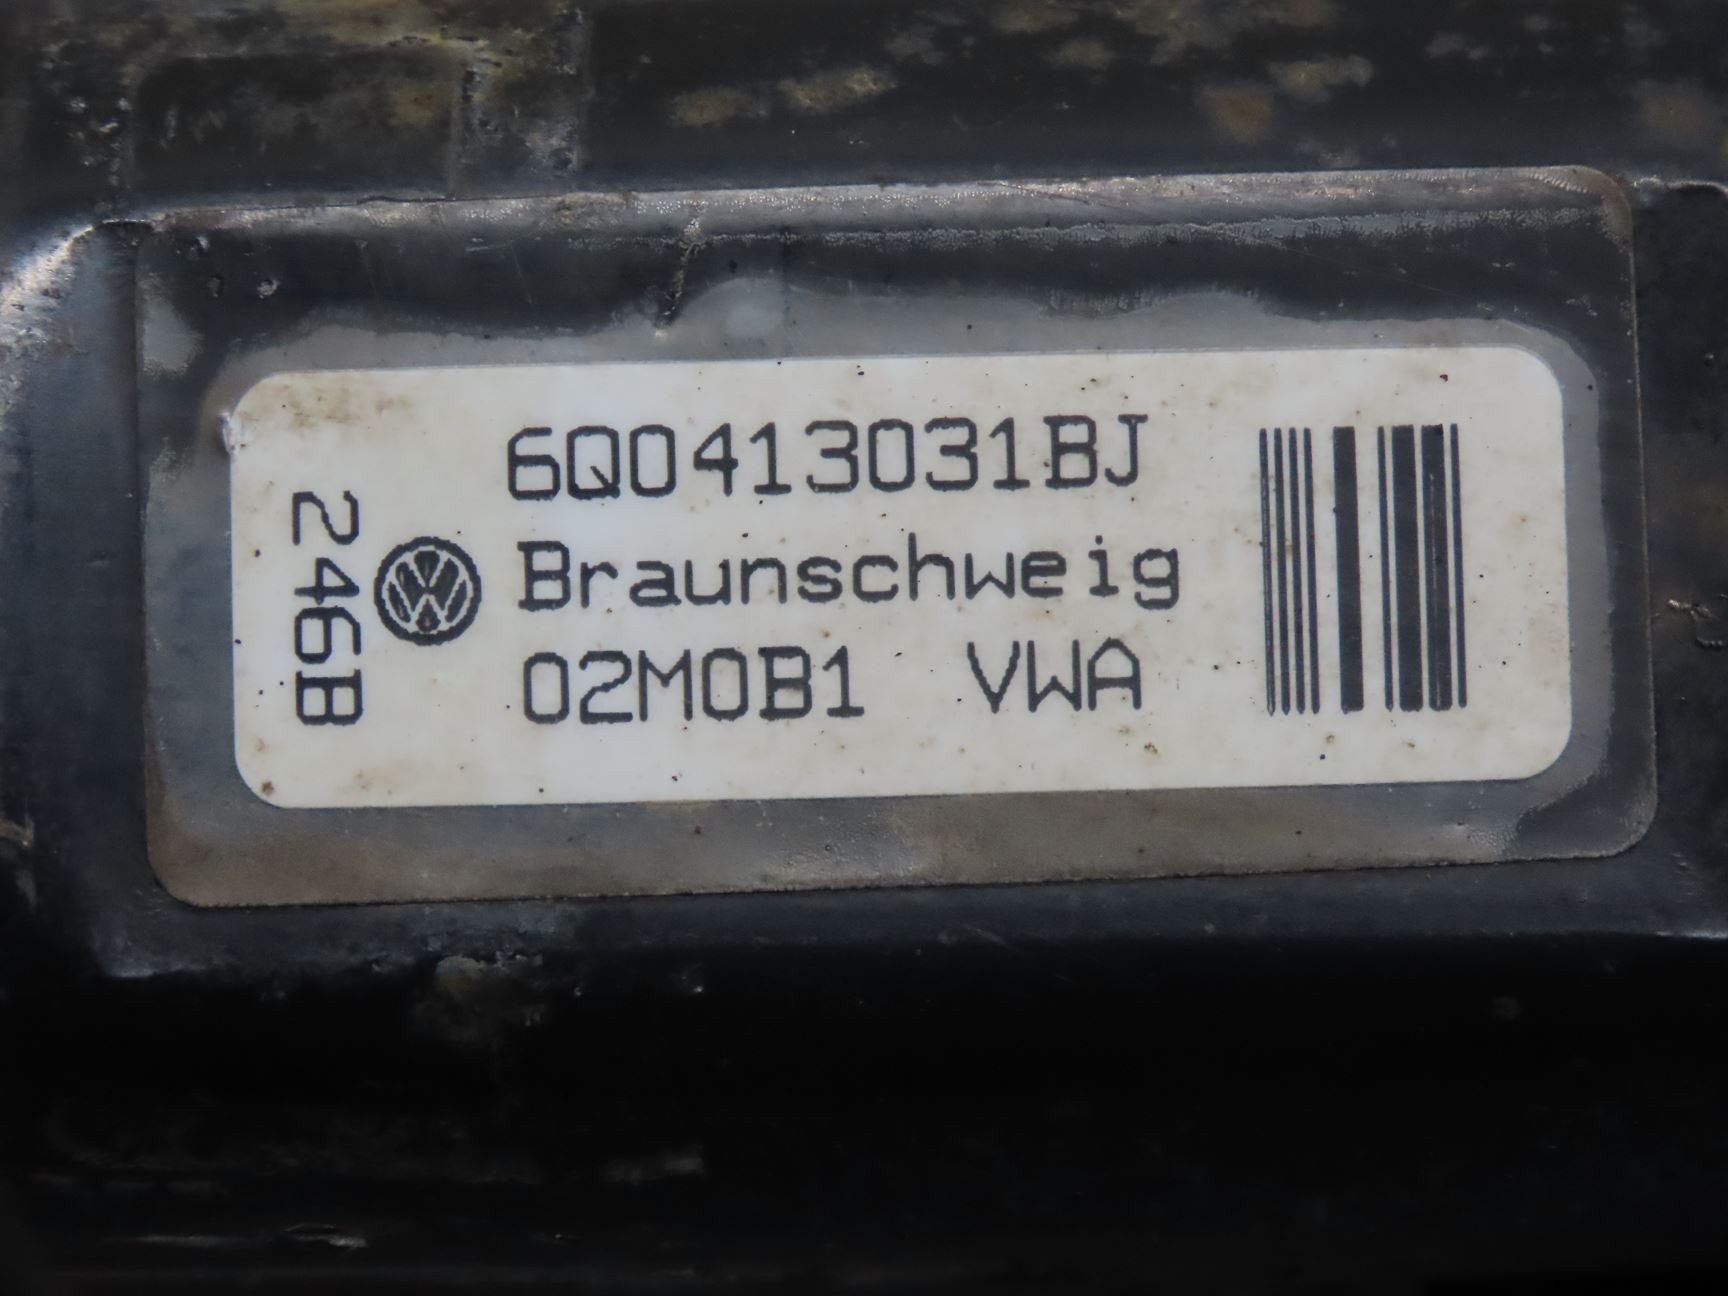 6Q0413031BJ
Braunschweig
02M0B1 VWA
246B